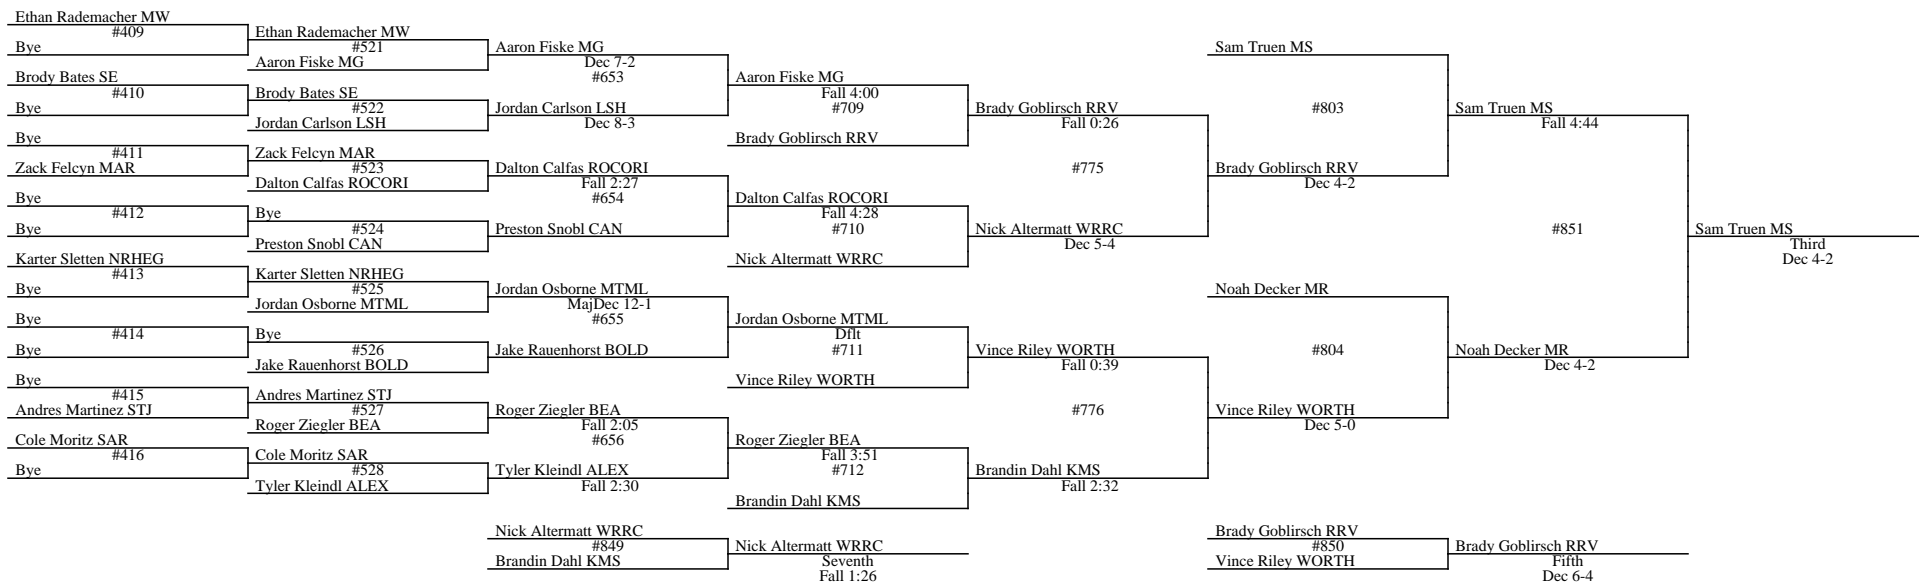 Ethan Rademacher MW
#409
Bye
Brody Bates SE
#410
Bye
Bye
#411
Zack Felcyn MAR
Bye
#412
Bye
Karter Sletten NRHEG
#413
Bye
Bye
#414
Bye
Bye
#415
Andres Martinez STJ
Cole Moritz SAR
#416
Bye
Ethan Rademacher MW
#521
Aaron Fiske MG
Brody Bates SE
#522
Jordan Carlson LSH
Zack Felcyn MAR
#523
Dalton Calfas ROCORI
Bye
#524
Preston Snobl CAN
Karter Sletten NRHEG
#525
Jordan Osborne MTML
Bye
#526
Jake Rauenhorst BOLD
Andres Martinez STJ
#527
Roger Ziegler BEA
Cole Moritz SAR
#528
Tyler Kleindl ALEX
Aaron Fiske MG
Dec 7-2
#653
Jordan Carlson LSH
Dec 8-3
Dalton Calfas ROCORI
Fall 2:27
#654
Preston Snobl CAN
Jordan Osborne MTML
MajDec 12-1
#655
Jake Rauenhorst BOLD
Roger Ziegler BEA
Fall 2:05
#656
Tyler Kleindl ALEX
Fall 2:30
Aaron Fiske MG
Fall 4:00
#709
Brady Goblirsch RRV
Dalton Calfas ROCORI
Fall 4:28
#710
Nick Altermatt WRRC
Jordan Osborne MTML
Dflt
#711
Vince Riley WORTH
Roger Ziegler BEA
Fall 3:51
#712
Brandin Dahl KMS
Brady Goblirsch RRV
Fall 0:26
#775
Nick Altermatt WRRC
Dec 5-4
Vince Riley WORTH
Fall 0:39
#776
Brandin Dahl KMS
Fall 2:32
Sam Truen MS
#803
Brady Goblirsch RRV
Dec 4-2
Noah Decker MR
#804
Vince Riley WORTH
Dec 5-0
Sam Truen MS
Fall 4:44
#851
Noah Decker MR
Dec 4-2
Sam Truen MS
Third
Dec 4-2
Nick Altermatt WRRC
#849
Brandin Dahl KMS
Nick Altermatt WRRC
Seventh
Fall 1:26
Brady Goblirsch RRV
#850
Vince Riley WORTH
Brady Goblirsch RRV
Fifth
Dec 6-4